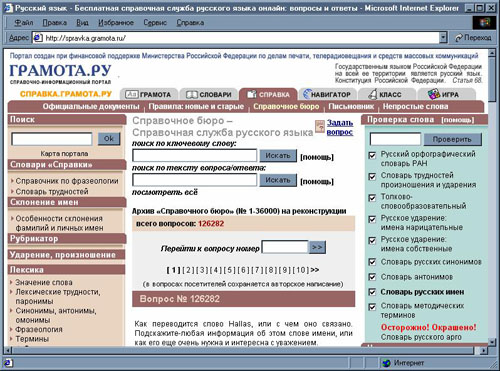 Русский язык - Бесплатная справочная служба русского языка онлайн: вопросы и ответы - Microsoft Internet Explorer
Файл Правка Вид Избранное Сервис Справка
Адрес http://spravka.gramota.ru/ Переход
Портал создан при финансовой поддержке Министерства Российской Федерации по делам печати, телерадиовещания и средств массовых коммуникаций
ГРАМОТА.РУ
СПРАВОЧНО-ИНФОРМАЦИОННЫЙ ПОРТАЛ
Государственным языком Российской Федерации
на всей ее территории является русский язык.
Конституция Российской Федерации. Статья 68.
СПРАВКА.ГРАМОТА.РУ
ГРАМОТА СЛОВАРИ СПРАВКА НАВИГАТОР КЛАСС ИГРА
Официальные документы Правила: новые и старые Справочное бюро Письмовник Непростые слова
Поиск
Ok
Карта портала
Словари «Справки»
Справочник по фразеологии
Словарь трудностей
Склонение имен
Особенности склонения
фамилий и личных имен
Рубрикатор
Ударение, произношение
Лексика
Значение слова
Лексические трудности,
паронимы
Синонимы, антонимы,
омонимы
Фразеология
Термины
Справочное бюро –
Справочная служба русского языка
Задать
вопрос
поиск по ключевому слову:
Искать [помощь]
поиск по тексту вопроса/ответа:
Искать [помощь]
посмотреть всё
Архив «Справочного бюро» (№ 1-36000) на реконструкции
всего вопросов: 126282
Перейти к вопросу номер >>
[ 1 ] [ 2 ] [ 3 ] [ 4 ] [ 5 ] [ 6 ] [ 7 ] [ 8 ] [ 9 ] [ 10 ] >>
(в вопросах посетителей сохраняется авторское написание)
Вопрос № 126282
Как переводится слово Hallas, или с чем оно связано.
Подскажите-любая информация об этом слове имени, или
как его еще очень нужна и интересна с уважением.
Проверка слова
Проверить
[помощь]
Русский орфографический
словарь РАН
Словарь трудностей
произношения и ударения
Толково-
словообразовательный
Русское ударение:
имена нарицательные
Русское ударение:
имена собственные
Словарь русских синонимов
Словарь антонимов
Словарь русских имен
Словарь методических
терминов
Осторожно! Окрашено!
Словарь русского арго
Интернет